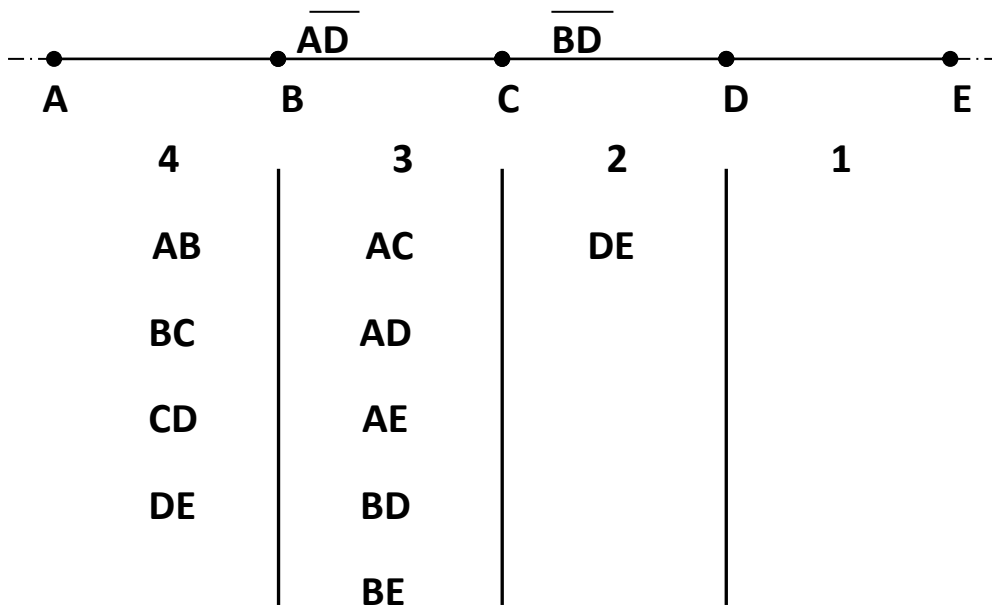 AD BD
A B C D E
4 3 2 1
AB AC DE
BC AD
CD AE
DE BD
BE